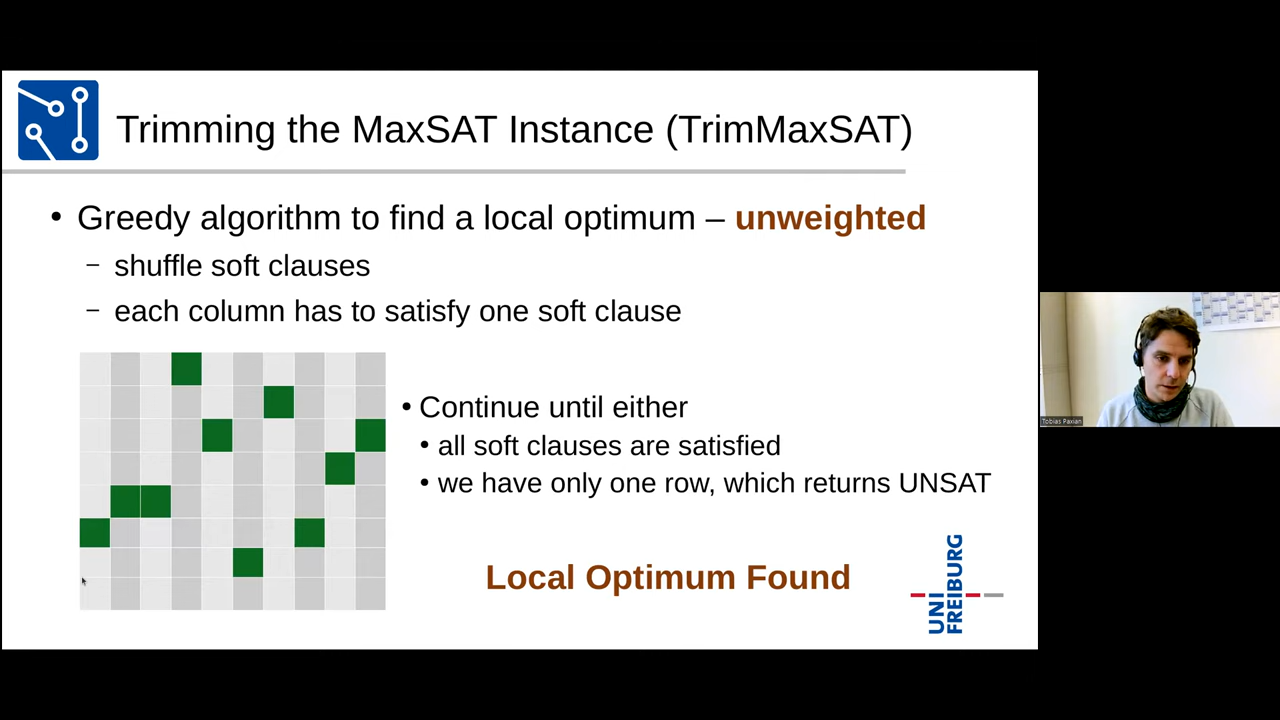 Trimming the MaxSAT Instance (TrimMaxSAT)
• Greedy algorithm to find a local optimum – unweighted
– shuffle soft clauses
– each column has to satisfy one soft clause
• Continue until either
• all soft clauses are satisfied
• we have only one row, which returns UNSAT
Local Optimum Found
UNI
FREIBURG
Tobias Paxian